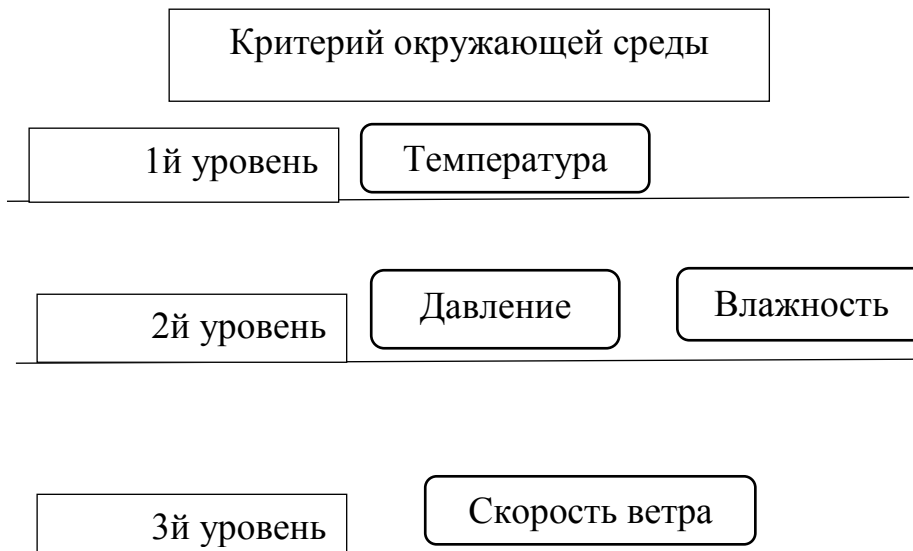 Критерий окружающей среды
1й уровень Температура
2й уровень Давление Влажность
3й уровень Скорость ветра